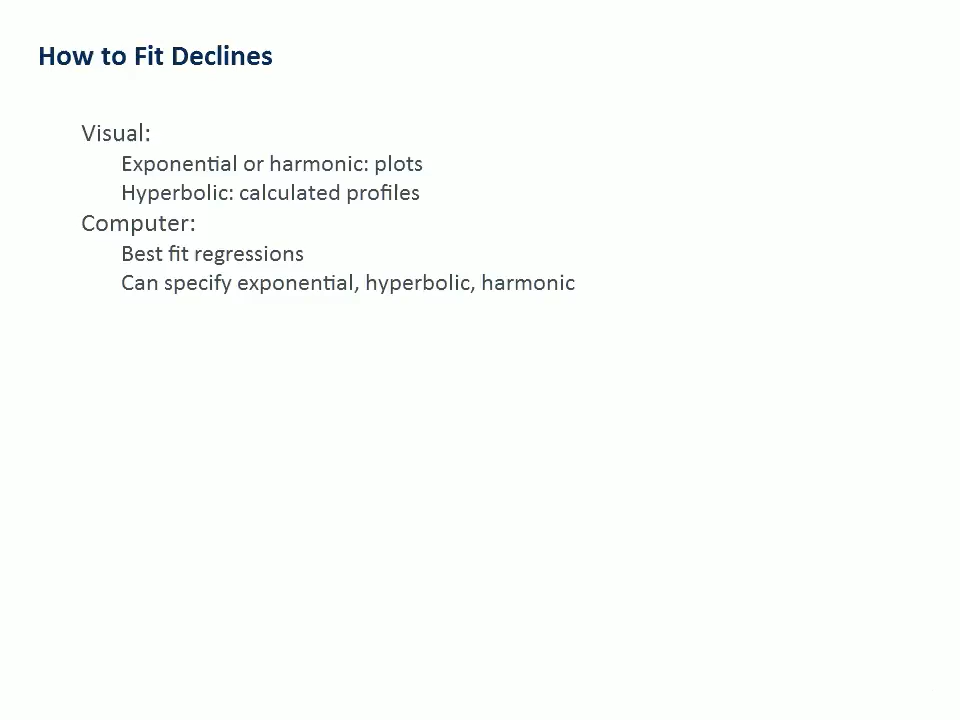 How to Fit Declines
Visual:
Exponential or harmonic: plots
Hyperbolic: calculated profiles
Computer:
Best fit regressions
Can specify exponential, hyperbolic, harmonic